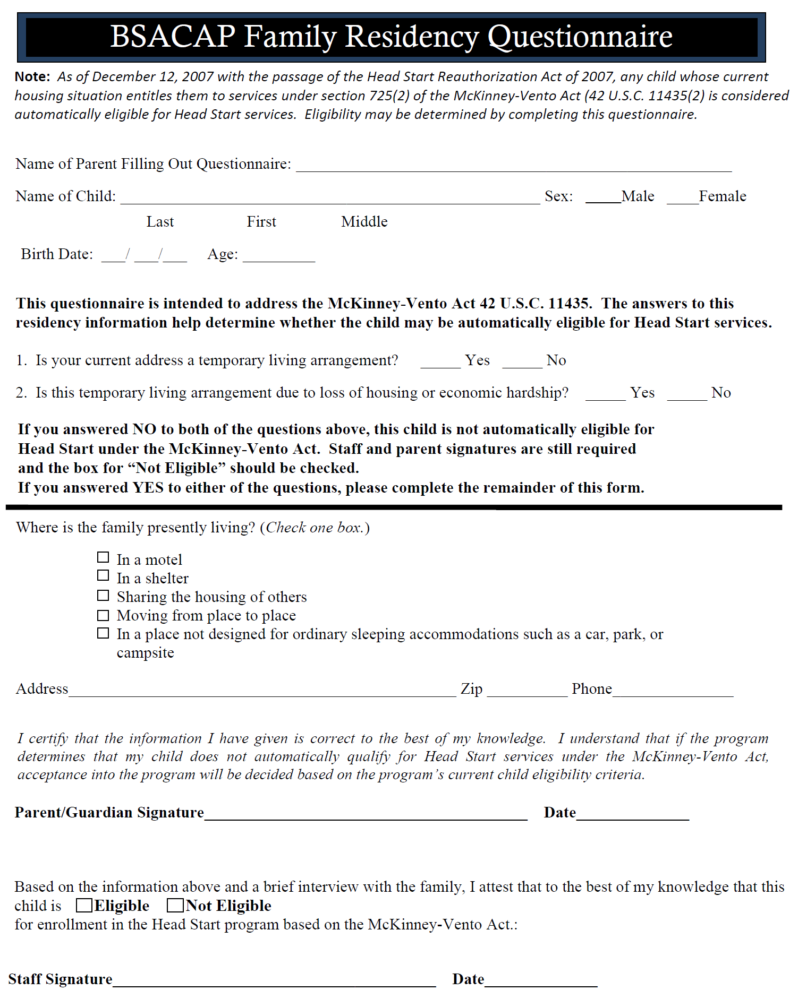 BSACAP Family Residency Questionnaire
Note: As of December 12, 2007 with the passage of the Head Start Reauthorization Act of 2007, any child whose current
housing situation entitles them to services under section 725(2) of the McKinney-Vento Act (42 U.S.C. 11435(2) is considered
automatically eligible for Head Start services. Eligibility may be determined by completing this questionnaire.
Name of Parent Filling Out Questionnaire: ______________________________________________________
Name of Child: ____________________________________________________ Sex: ____Male ____Female
Last First Middle
Birth Date: ___/ ___/___ Age: _________
This questionnaire is intended to address the McKinney-Vento Act 42 U.S.C. 11435. The answers to this
residency information help determine whether the child may be automatically eligible for Head Start services.
1. Is your current address a temporary living arrangement? _____ Yes _____ No
2. Is this temporary living arrangement due to loss of housing or economic hardship? _____ Yes _____ No
If you answered NO to both of the questions above, this child is not automatically eligible for
Head Start under the McKinney-Vento Act. Staff and parent signatures are still required
and the box for “Not Eligible” should be checked.
If you answered YES to either of the questions, please complete the remainder of this form.
Where is the family presently living? (Check one box.)
In a motel
In a shelter
Sharing the housing of others
Moving from place to place
In a place not designed for ordinary sleeping accommodations such as a car, park, or
campsite
Address________________________________________________ Zip __________ Phone_______________
I certify that the information I have given is correct to the best of my knowledge. I understand that if the program
determines that my child does not automatically qualify for Head Start services under the McKinney-Vento Act,
acceptance into the program will be decided based on the program’s current child eligibility criteria.
Parent/Guardian Signature________________________________________ Date______________
Based on the information above and a brief interview with the family, I attest that to the best of my knowledge that this
child is Eligible Not Eligible
for enrollment in the Head Start program based on the McKinney-Vento Act.:
Staff Signature________________________________________ Date______________